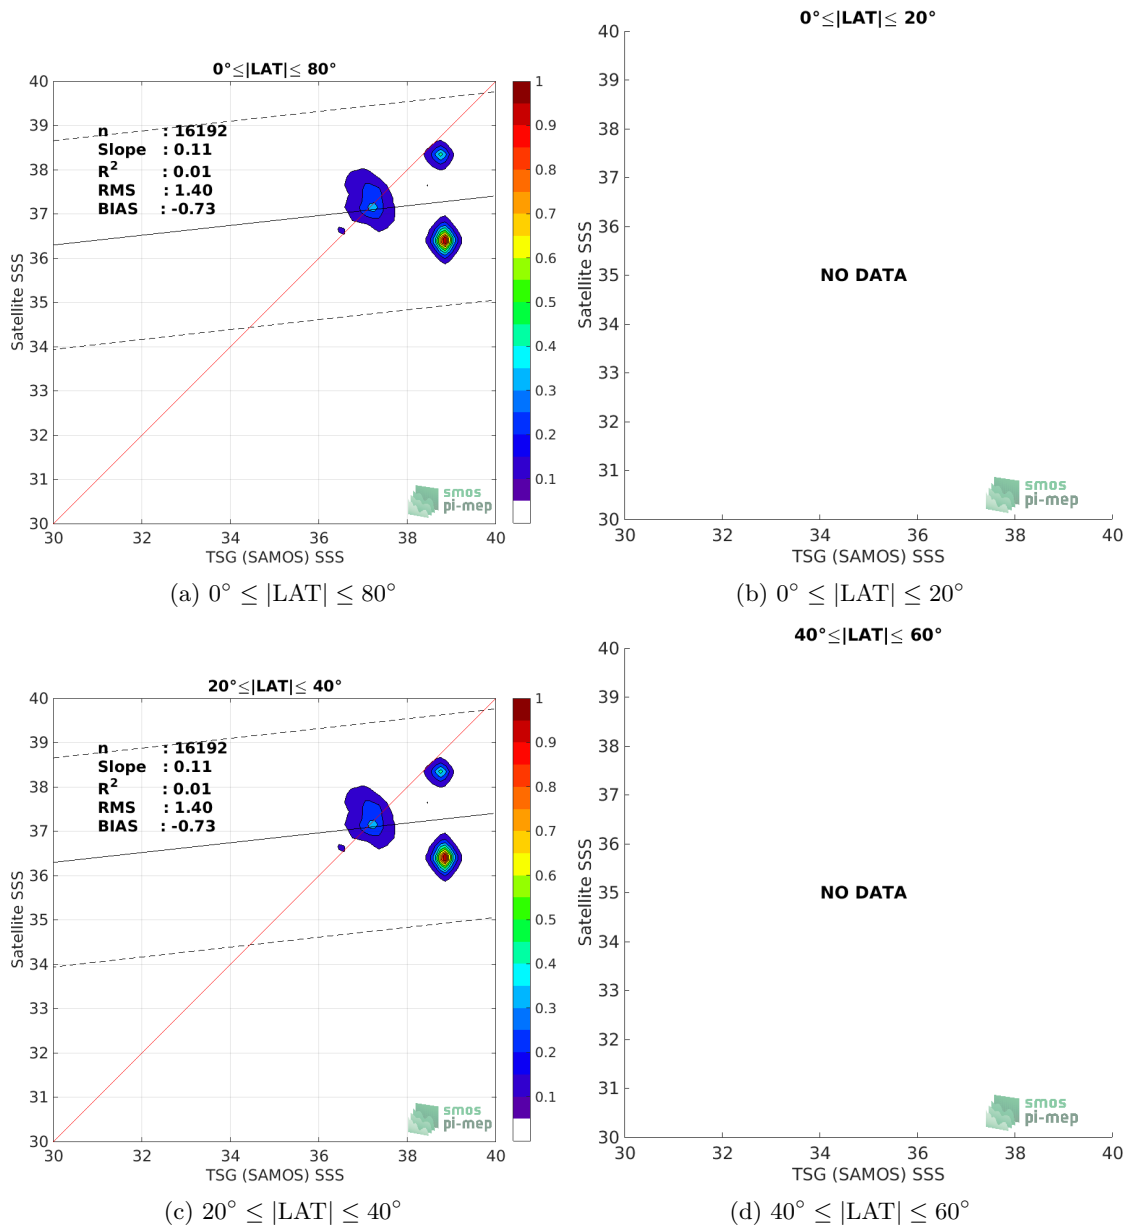 0°≤|LAT|≤ 80°
40
39
38
37
36
35
34
33
32
31
30
Satellite SSS
n : 16192
Slope : 0.11
R² : 0.01
RMS : 1.40
BIAS : -0.73
smos
pi-mep
30 32 34 36 38 40
TSG (SAMOS) SSS
1
0.9
0.8
0.7
0.6
0.5
0.4
0.3
0.2
0.1
(a) 0° ≤ |LAT| ≤ 80°
0°≤|LAT|≤ 20°
40
39
38
37
36
35
34
33
32
31
30
Satellite SSS
NO DATA
smos
pi-mep
30 32 34 36 38 40
TSG (SAMOS) SSS
(b) 0° ≤ |LAT| ≤ 20°
20°≤|LAT|≤ 40°
40
39
38
37
36
35
34
33
32
31
30
Satellite SSS
n : 16192
Slope : 0.11
R² : 0.01
RMS : 1.40
BIAS : -0.73
smos
pi-mep
30 32 34 36 38 40
TSG (SAMOS) SSS
1
0.9
0.8
0.7
0.6
0.5
0.4
0.3
0.2
0.1
(c) 20° ≤ |LAT| ≤ 40°
40°≤|LAT|≤ 60°
40
39
38
37
36
35
34
33
32
31
30
Satellite SSS
NO DATA
smos
pi-mep
30 32 34 36 38 40
TSG (SAMOS) SSS
(d) 40° ≤ |LAT| ≤ 60°